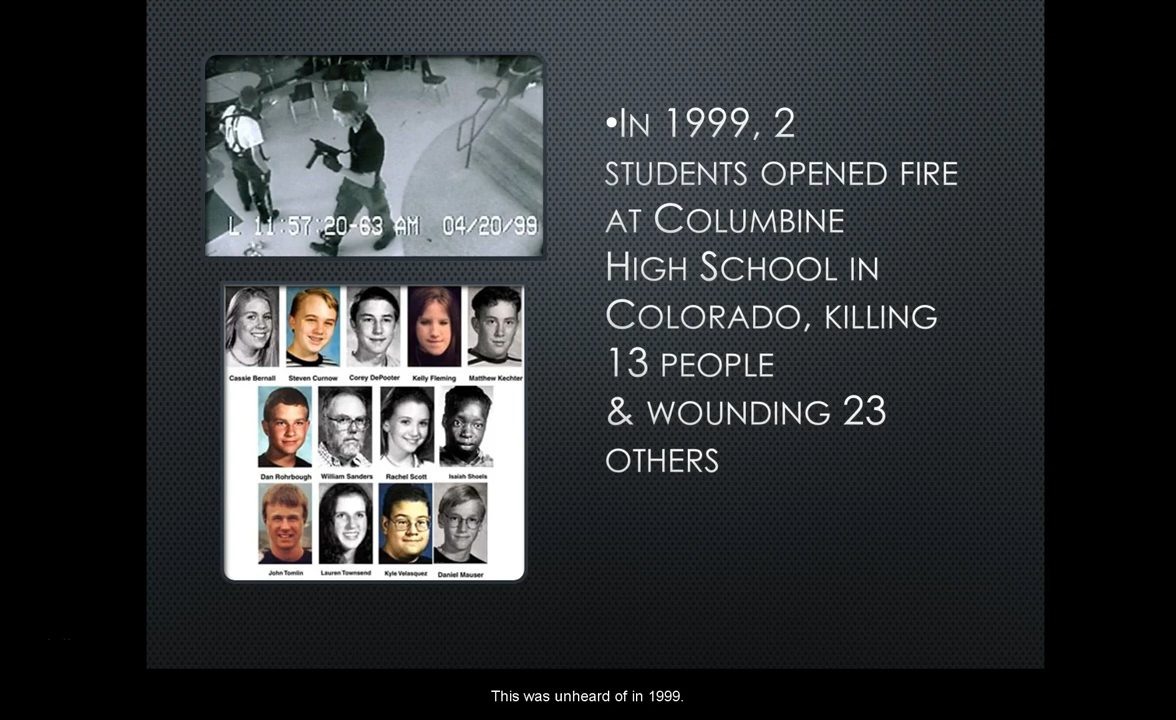 L 11:57:20-63 AM 04/20/99
Cassie Bernall Steven Curnow Corey DePooter Kelly Fleming Matthew Kechter
Dan Rohrbough William Sanders Rachel Scott Isaiah Shoels
John Tomlin Lauren Townsend Kyle Velasquez Daniel Mauser
•In 1999, 2
students opened fire
at Columbine
High School in
Colorado, killing
13 people
& wounding 23
others
This was unheard of in 1999.